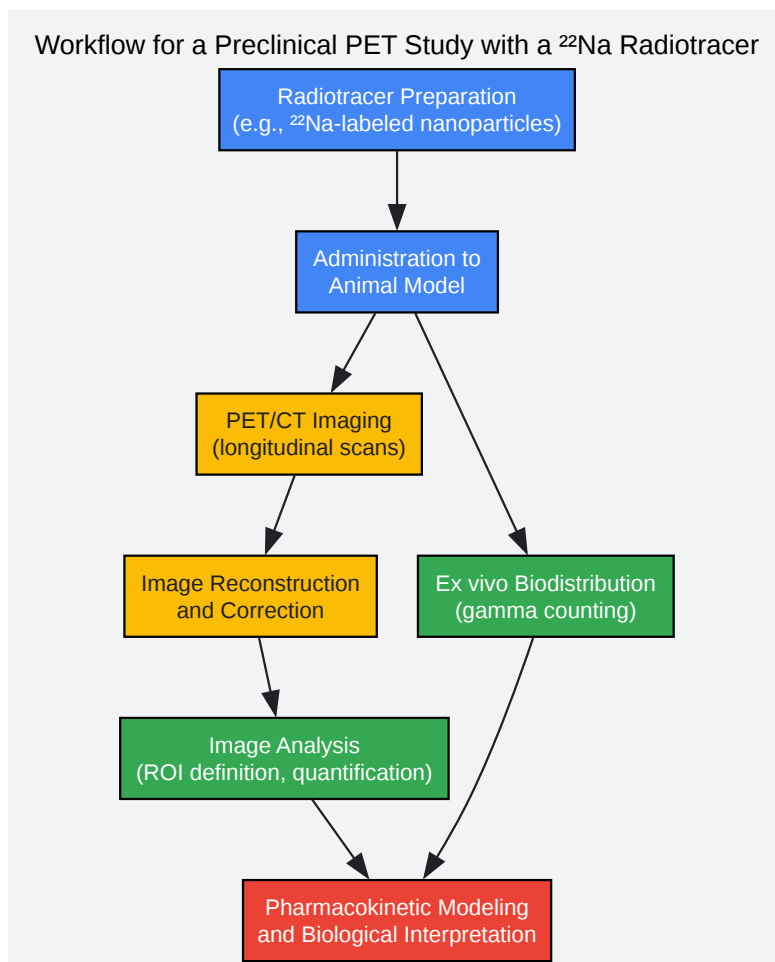 Workflow for a Preclinical PET Study with a ²²Na Radiotracer
Radiotracer Preparation
(e.g., ²²Na-labeled nanoparticles)
Administration to
Animal Model
PET/CT Imaging
(longitudinal scans)
Image Reconstruction
and Correction
Ex vivo Biodistribution
(gamma counting)
Image Analysis
(ROI definition, quantification)
Pharmacokinetic Modeling
and Biological Interpretation